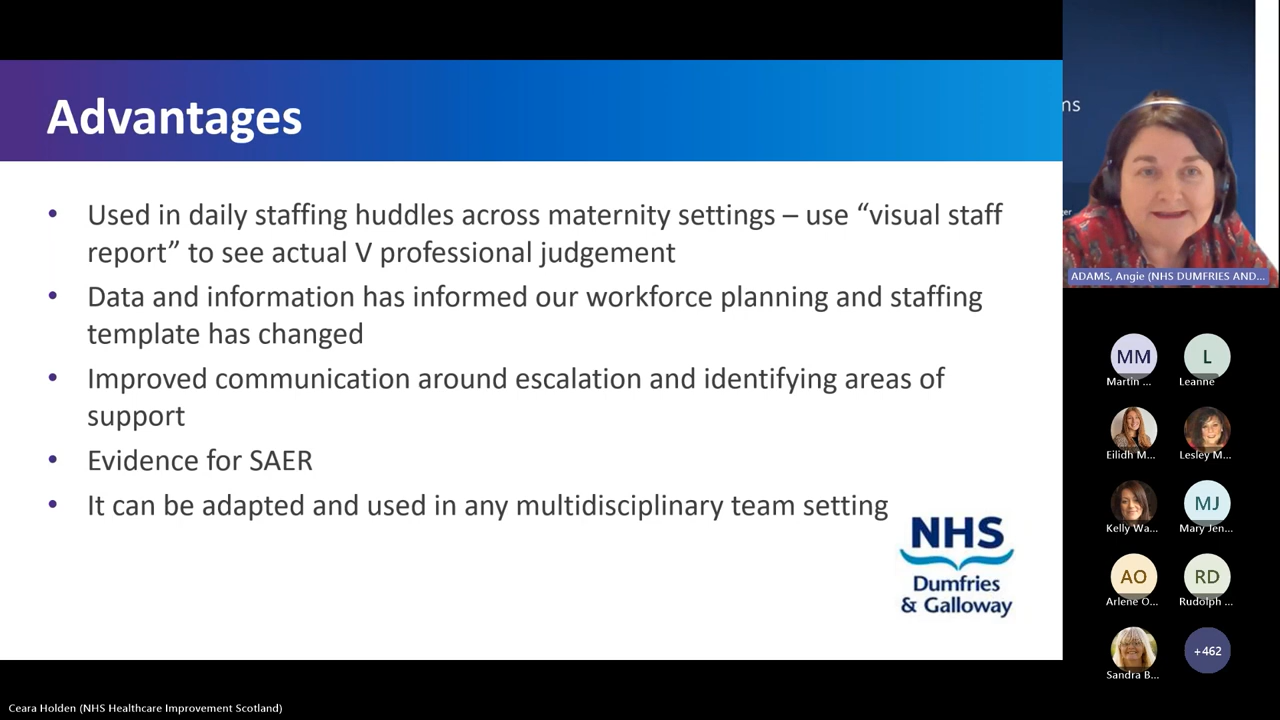 Advantages
• Used in daily staffing huddles across maternity settings – use “visual staff
report” to see actual V professional judgement
• Data and information has informed our workforce planning and staffing
template has changed
• Improved communication around escalation and identifying areas of
support
• Evidence for SAER
• It can be adapted and used in any multidisciplinary team setting
NHS
Dumfries
& Galloway
ms
ger
ADAMS, Angie (NHS DUMFRIES AND...
MM
L
Martin ...
Leanne
Eilidh M...
Lesley M...
MJ
Kelly Wa...
Mary Jen...
AO
RD
Arlene O...
Rudolph ...
+462
Sandra B...
Ceara Holden (NHS Healthcare Improvement Scotland)